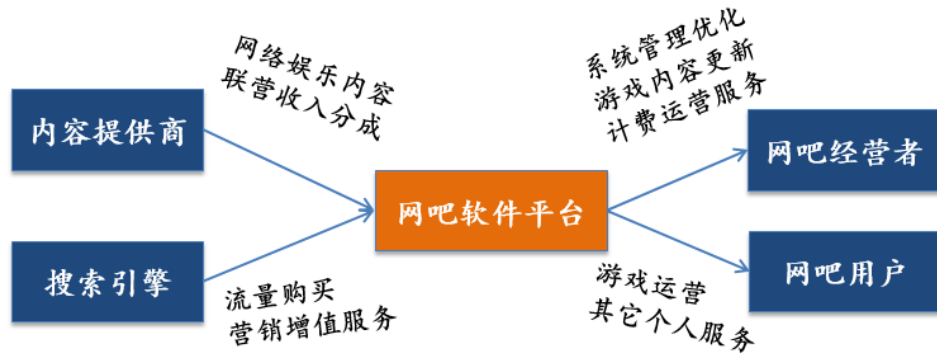 网络娱乐内容
联营收入分成
系统管理优化
游戏内容更新
计费运营服务
内容提供商
网吧经营者
网吧软件平台
搜索引擎
网吧用户
流量购买
营销增值服务
游戏运营
其它个人服务